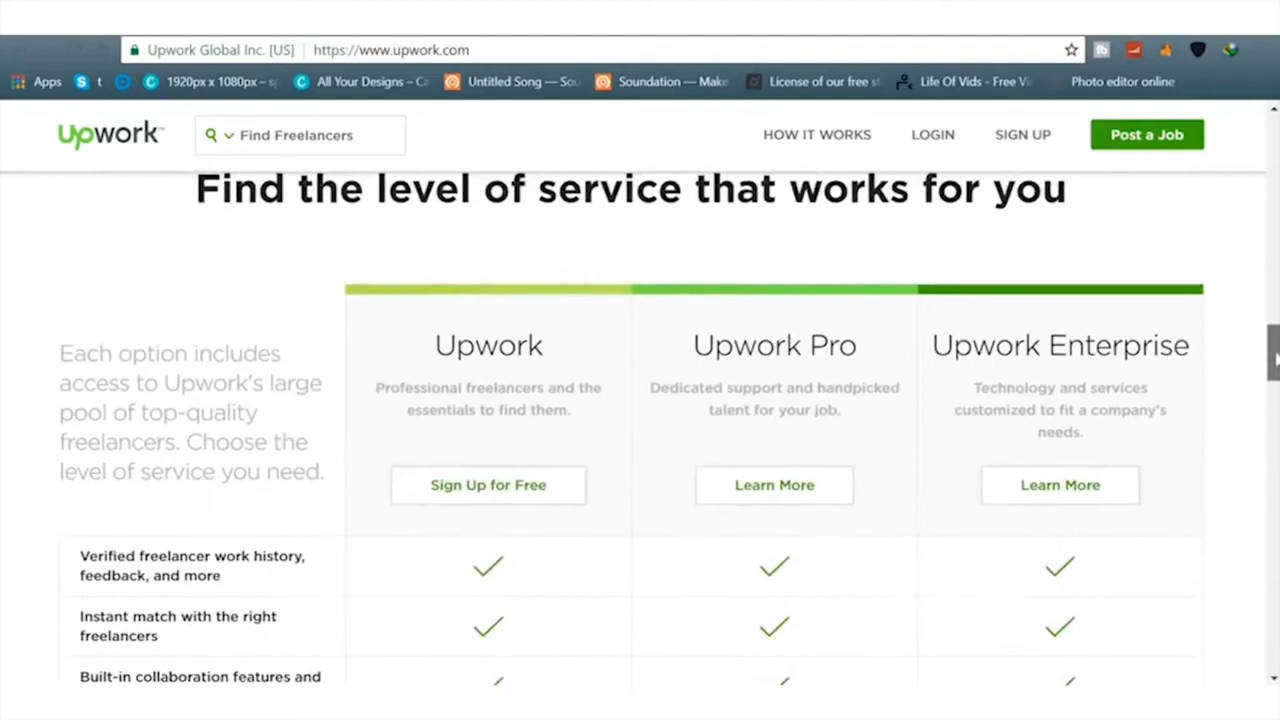 Upwork Global Inc. [US] https://www.upwork.com
Apps t 1920px x 1080px – sp All Your Designs – Ca Untitled Song — Sou Soundation — Make License of our free st Life Of Vids - Free Vi Photo editor online
upwork™ Find Freelancers HOW IT WORKS LOGIN SIGN UP Post a Job
Find the level of service that works for you
Each option includes
access to Upwork's large
pool of top-quality
freelancers. Choose the
level of service you need.
Upwork
Professional freelancers and the
essentials to find them.
Sign Up for Free
Upwork Pro
Dedicated support and handpicked
talent for your job.
Learn More
Upwork Enterprise
Technology and services
customized to fit a company's
needs.
Learn More
Verified freelancer work history,
feedback, and more
Instant match with the right
freelancers
Built-in collaboration features and